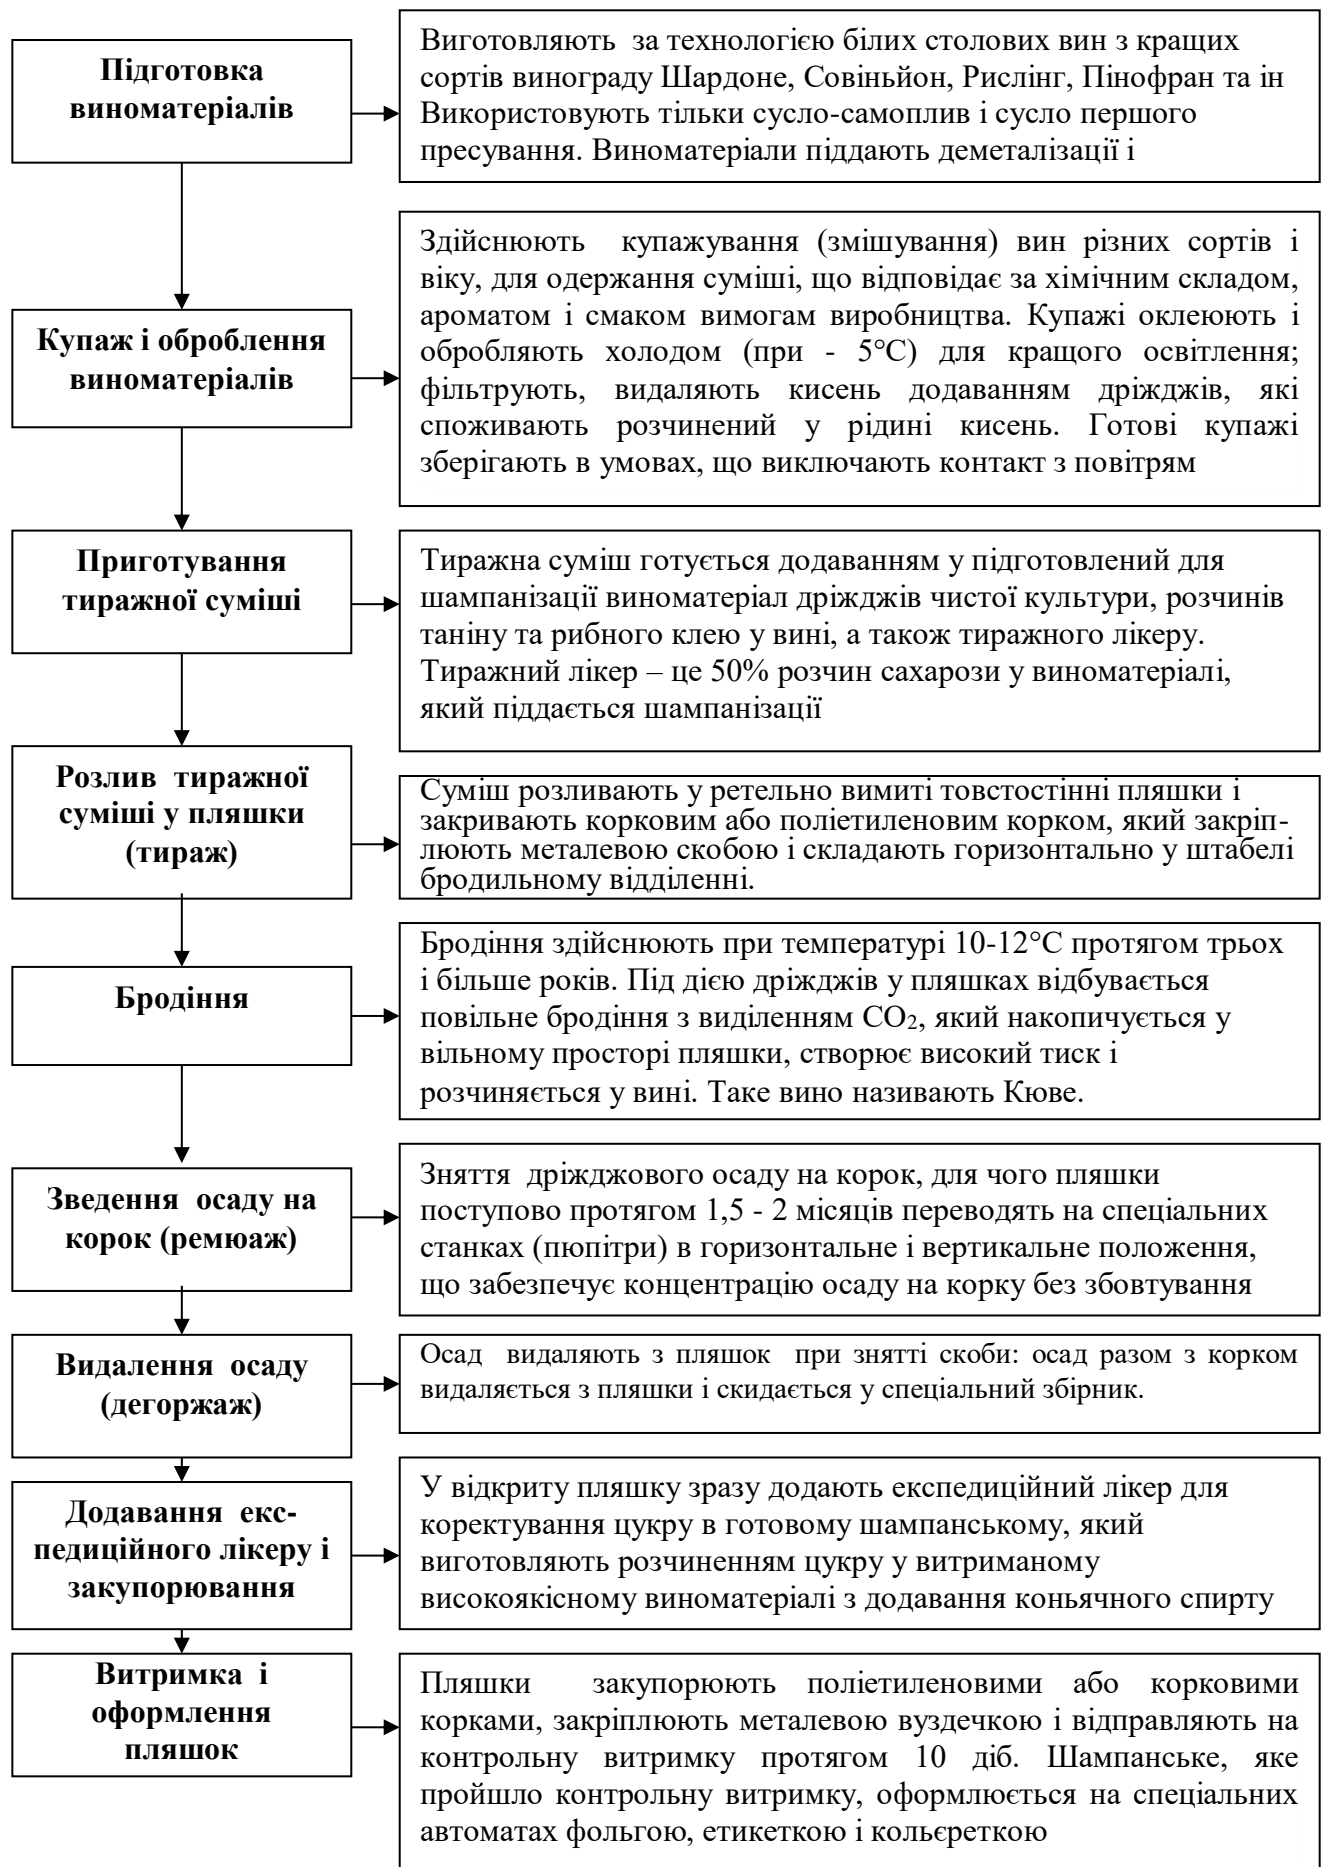 Підготовка
виноматеріалів
Виготовляють за технологією білих столових вин з кращих
сортів винограду Шардоне, Совіньйон, Рислінг, Пінофран та ін
Використовують тільки сусло-самоплив і сусло першого
пресування. Виноматеріали піддають деметалізації і
Купаж і оброблення
виноматеріалів
Здійснюють купажування (змішування) вин різних сортів і
віку, для одержання суміші, що відповідає за хімічним складом,
ароматом і смаком вимогам виробництва. Купажі оклеюють і
обробляють холодом (при - 5°С) для кращого освітлення;
фільтрують, видаляють кисень додаванням дріжджів, які
споживають розчинений у рідині кисень. Готові купажі
зберігають в умовах, що виключають контакт з повітрям
Приготування
тиражної суміші
Тиражна суміш готується додаванням у підготовлений для
шампанізації виноматеріал дріжджів чистої культури, розчинів
таніну та рибного клею у вині, а також тиражного лікеру.
Тиражний лікер – це 50% розчин сахарози у виноматеріалі,
який піддається шампанізації
Розлив тиражної
суміші у пляшки
(тираж)
Суміш розливають у ретельно вимиті товстостінні пляшки і
закривають корковим або поліетиленовим корком, який закріп-
люють металевою скобою і складають горизонтально у штабелі
бродильному відділенні.
Бродіння
Бродіння здійснюють при температурі 10-12°С протягом трьох
і більше років. Під дією дріжджів у пляшках відбувається
повільне бродіння з виділенням СО₂, який накопичується у
вільному просторі пляшки, створює високий тиск і
розчиняється у вині. Таке вино називають Кюве.
Зведення осаду на
корок (ремюаж)
Зняття дріжджового осаду на корок, для чого пляшки
поступово протягом 1,5 - 2 місяців переводять на спеціальних
станках (пюпітри) в горизонтальне і вертикальне положення,
що забезпечує концентрацію осаду на корку без збовтування
Видалення осаду
(дегоржаж)
Осад видаляють з пляшок при знятті скоби: осад разом з корком
видаляється з пляшки і скидається у спеціальний збірник.
Додавання екс-
педиційного лікеру і
закупорювання
У відкриту пляшку зразу додають експедиційний лікер для
коректування цукру в готовому шампанському, який
виготовляють розчиненням цукру у витриманому
високоякісному виноматеріалі з додавання коньячного спирту
Витримка і
оформлення
пляшок
Пляшки закупорюють поліетиленовими або корковими
корками, закріплюють металевою вуздечкою і відправляють на
контрольну витримку протягом 10 діб. Шампанське, яке
пройшло контрольну витримку, оформлюється на спеціальних
автоматах фольгою, етикеткою і кольєреткою